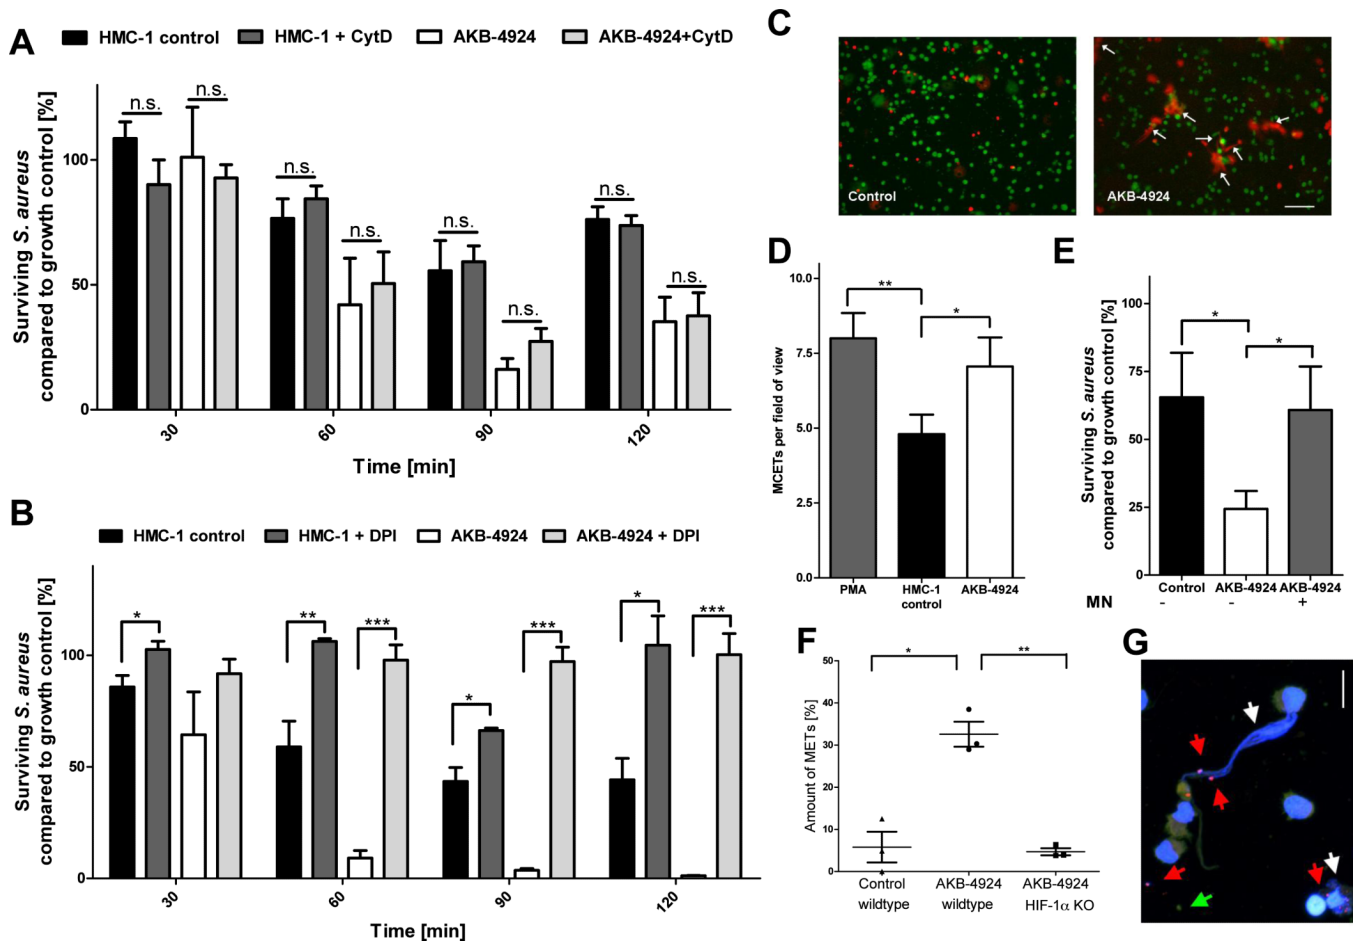 A
HMC-1 control
HMC-1 + CytD
AKB-4924
AKB-4924+CytD
Surviving S. aureus
compared to growth control [%]
100
50
0
n.s.
n.s.
n.s.
n.s.
n.s.
n.s.
n.s.
n.s.
30
60
90
120
Time [min]
B
HMC-1 control
HMC-1 + DPI
AKB-4924
AKB-4924 + DPI
Surviving S. aureus
compared to growth control [%]
100
50
0
*
**
***
*
***
*
***
30
60
90
120
Time [min]
C
Control
AKB-4924
D
MCETs per field of view
10.0
7.5
5.0
2.5
0.0
**
*
PMA
HMC-1
control
AKB-4924
E
Surviving S. aureus
compared to growth control [%]
100
75
50
25
0
*
*
Control
AKB-4924
AKB-4924
MN
-
-
+
F
Amount of METs [%]
50
40
30
20
10
0
*
**
Control
wildtype
AKB-4924
wildtype
AKB-4924
HIF-1α KO
G